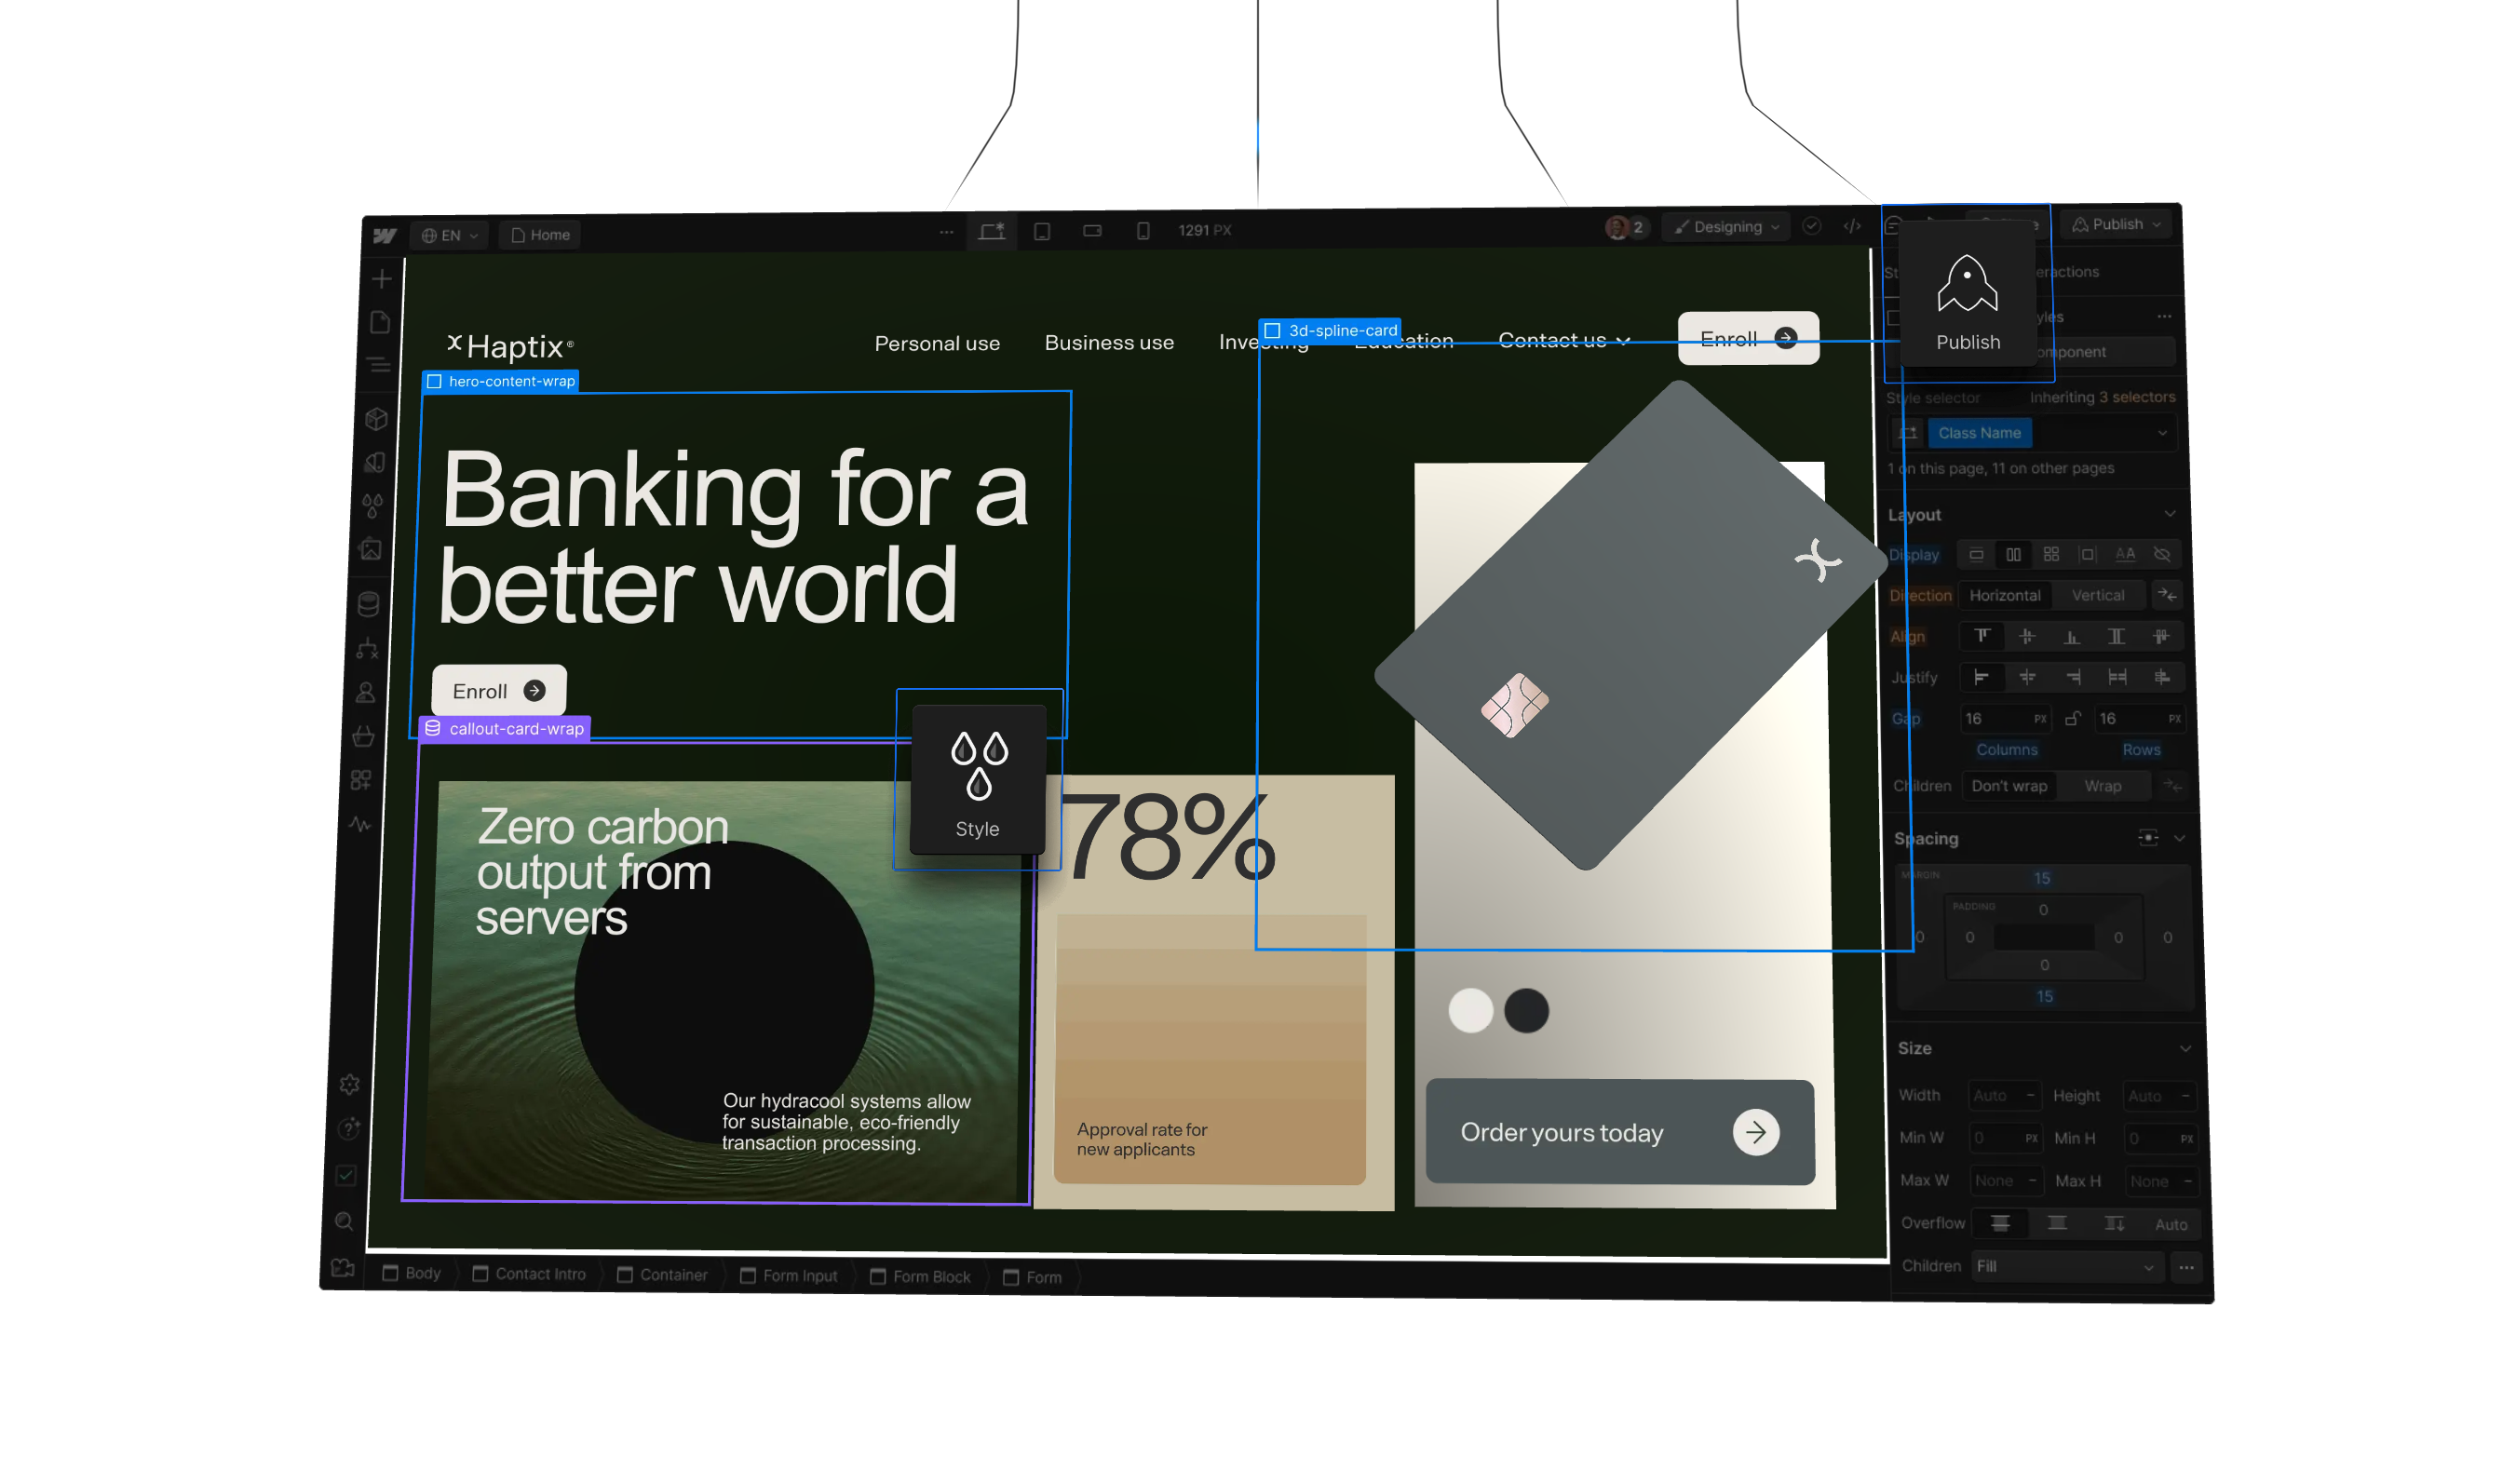 EN
Home
1291 PX
2
Designing
Publish
Publish
Haptix
Personal use
Business use
Investing
Education
Contact us
Enroll
3d-spline-card
hero-content-wrap
Banking for a
better world
Enroll
callout-card-wrap
Style
Zero carbon
output from
servers
Our hydracool systems allow
for sustainable, eco-friendly
transaction processing.
78%
Approval rate for
new applicants
Order yours today
Style selector
Inheriting 3 selectors
Class Name
1 on this page, 11 on other pages
Layout
Display
Direction Horizontal Vertical
Align
Justify
Gap 16 PX 16 PX
Columns Rows
Children Don't wrap Wrap
Spacing
MARGIN 15
PADDING 0
0 0 0 0
0
15
Size
Width Auto – Height Auto –
Min W 0 PX Min H 0 PX
Max W None – Max H None –
Overflow Auto
Children Fill
Body
Contact Intro
Container
Form Input
Form Block
Form